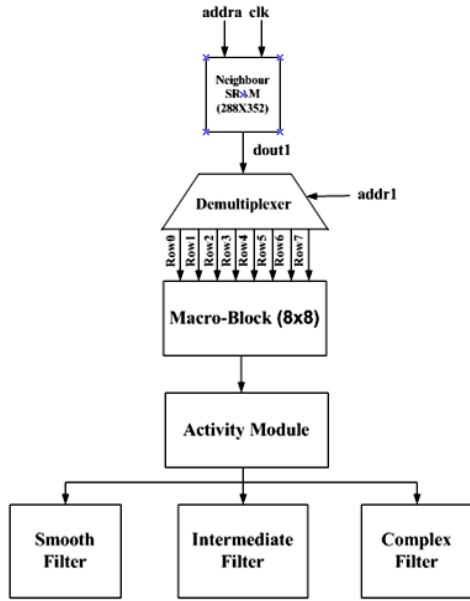 addra clk
Neighbour
SRAM
(288X352)
dout1
addr1
Demultiplexer
Row0
Row1
Row2
Row3
Row4
Row5
Row6
Row7
Macro-Block (8x8)
Activity Module
Smooth
Filter
Intermediate
Filter
Complex
Filter